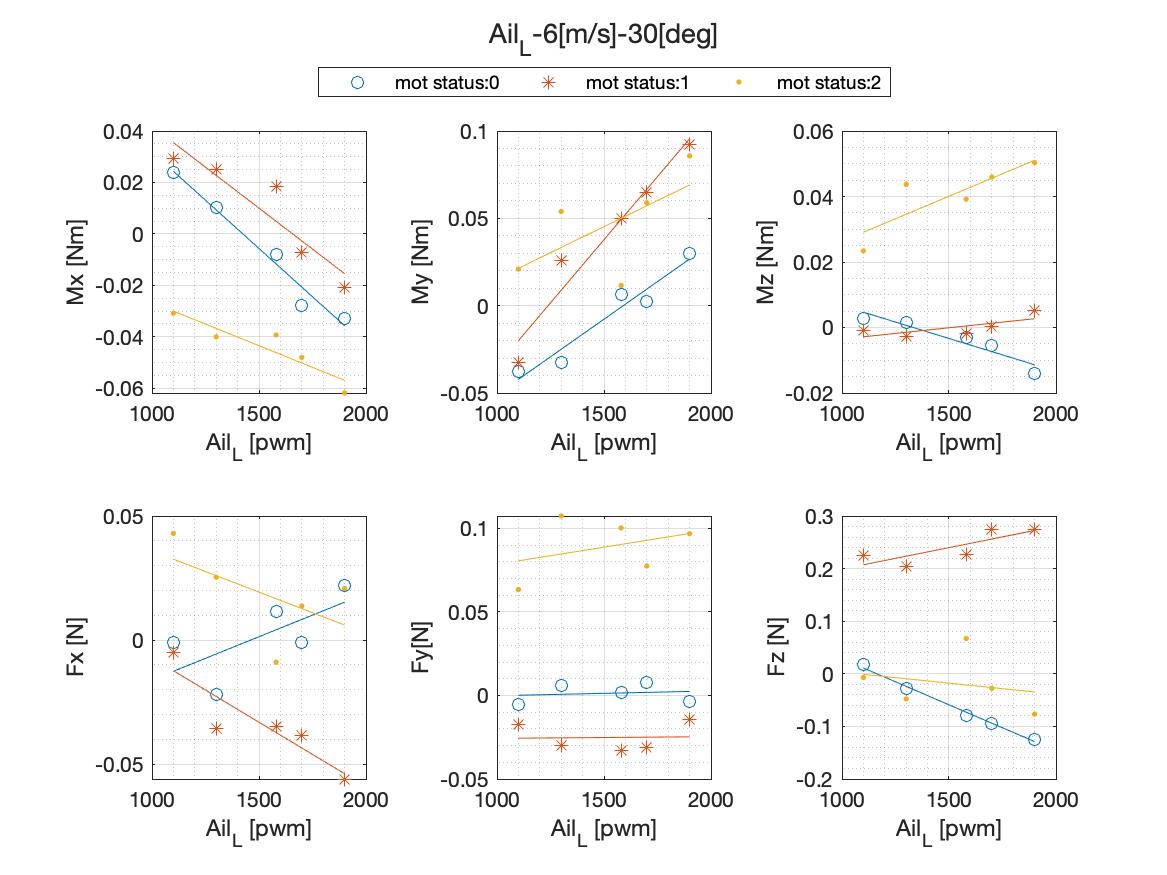 Ail_L-6[m/s]-30[deg]
mot status:0 mot status:1 mot status:2
0.04
0.02
0
-0.02
-0.04
-0.06
Mx [Nm]
1000 1500 2000
Ail_L [pwm]
0.1
0.05
0
-0.05
My [Nm]
1000 1500 2000
Ail_L [pwm]
0.06
0.04
0.02
0
-0.02
Mz [Nm]
1000 1500 2000
Ail_L [pwm]
0.05
0
-0.05
Fx [N]
1000 1500 2000
Ail_L [pwm]
0.1
0.05
0
-0.05
Fy[N]
1000 1500 2000
Ail_L [pwm]
0.3
0.2
0.1
0
-0.1
-0.2
Fz [N]
1000 1500 2000
Ail_L [pwm]